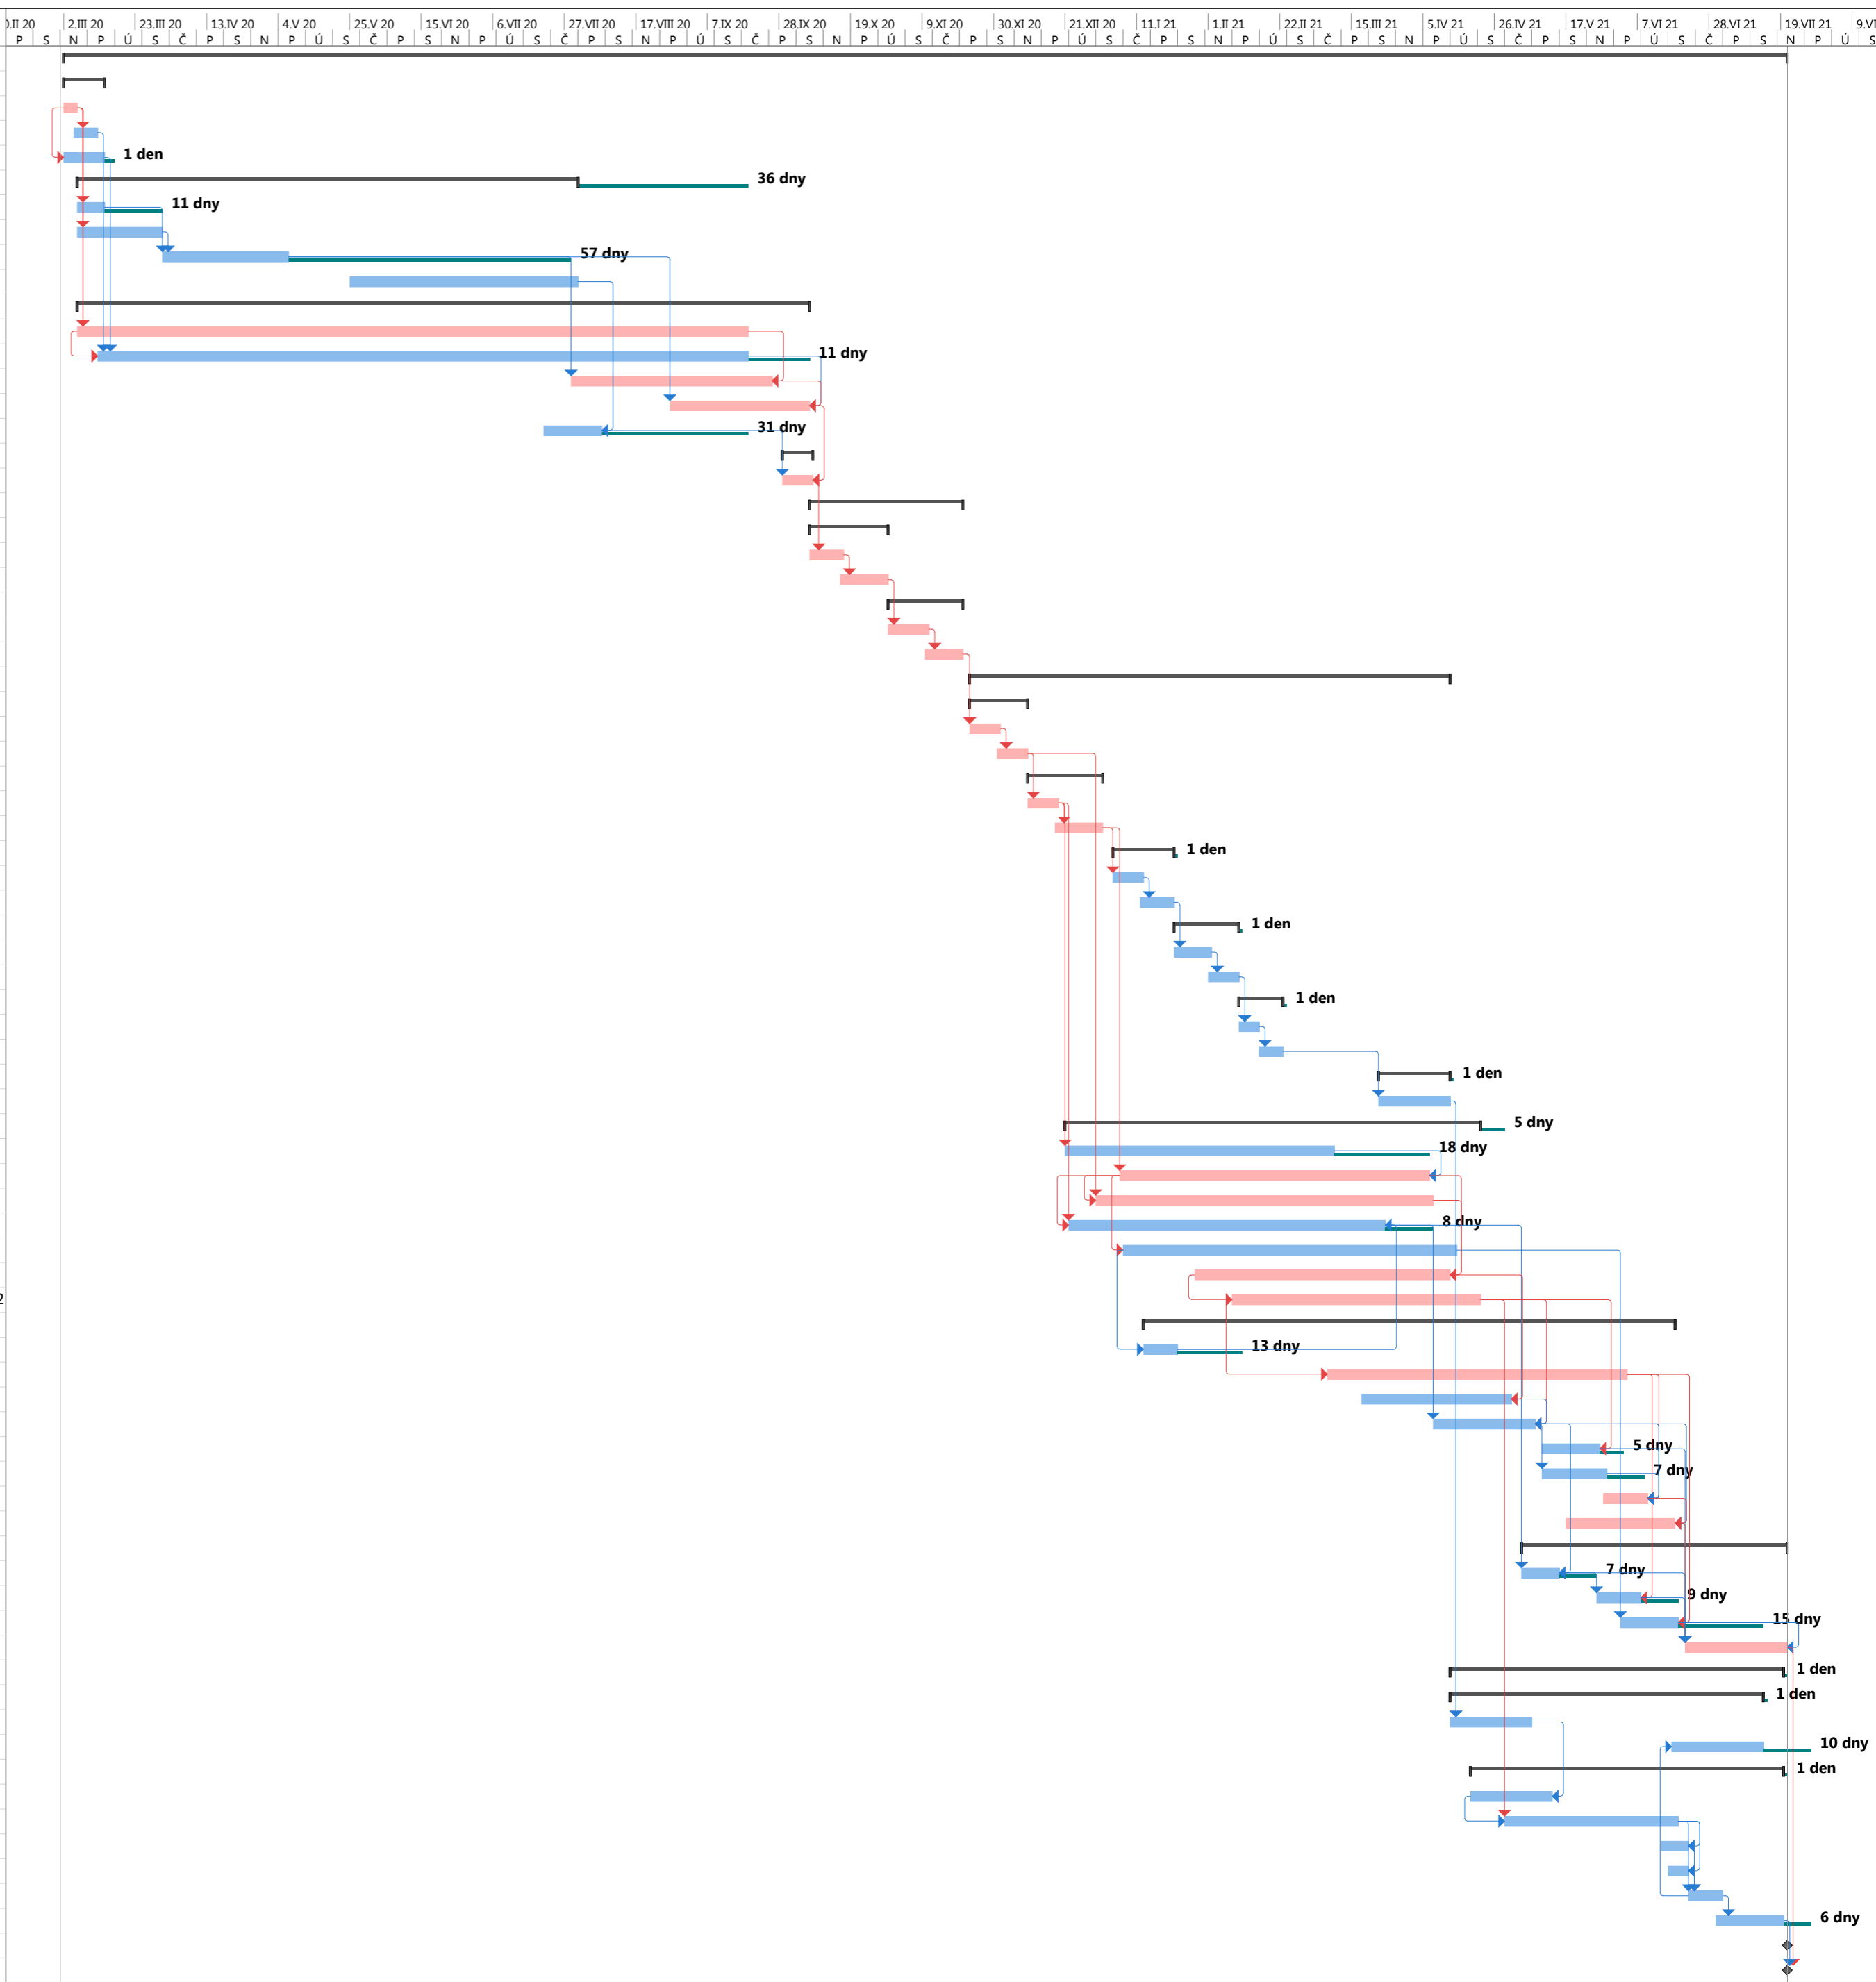 .II 20 2.III 20 23.III 20 13.IV 20 4.V 20 25.V 20 15.VI 20 6.VII 20 27.VII 20 17.VIII 20 7.IX 20 28.IX 20 19.X 20 9.XI 20 30.XI 20 21.XII 20 11.I 21 1.II 21 22.II 21 15.III 21 5.IV 21 26.IV 21 17.V 21 7.VI 21 28.VI 21 19.VII 21 9.VI
P S N P Ú S Č P S N P Ú S Č P S N P Ú S Č P S N P Ú S Č P S N P Ú S Č P S N P Ú S Č P S N P Ú S Č P S N P Ú S Č P S N P Ú S Č P S N P Ú S
1 den
36 dny
11 dny
57 dny
11 dny
31 dny
1 den
1 den
1 den
1 den
5 dny
18 dny
8 dny
2
13 dny
5 dny
7 dny
7 dny
9 dny
15 dny
1 den
1 den
10 dny
1 den
6 dny